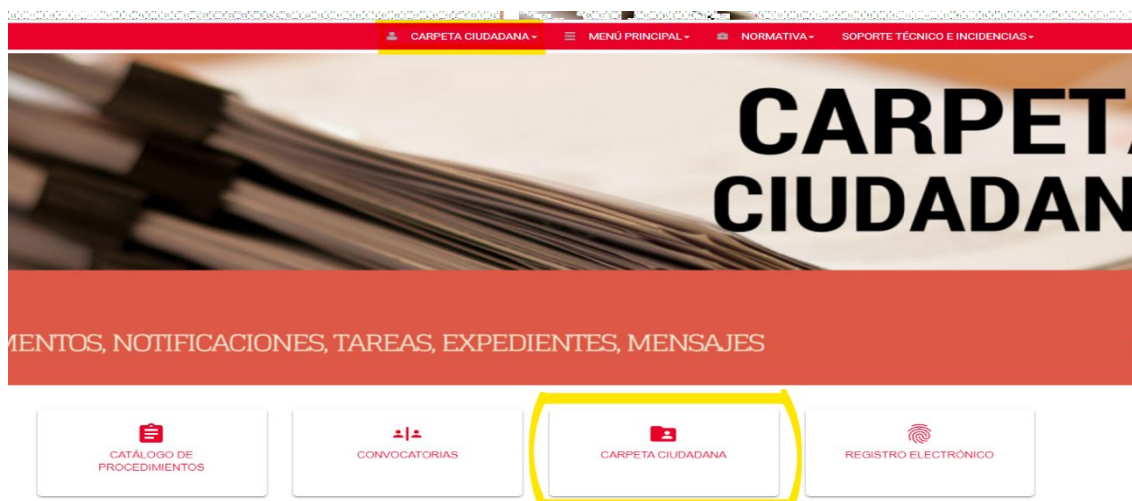 CARPETA CIUDADANA
MENÚ PRINCIPAL
NORMATIVA
SOPORTE TÉCNICO E INCIDENCIAS
CARPETA
CIUDADAN
MENTOS, NOTIFICACIONES, TAREAS, EXPEDIENTES, MENSAJES
CATÁLOGO DE
PROCEDIMIENTOS
CONVOCATORIAS
CARPETA CIUDADANA
REGISTRO ELECTRÓNICO